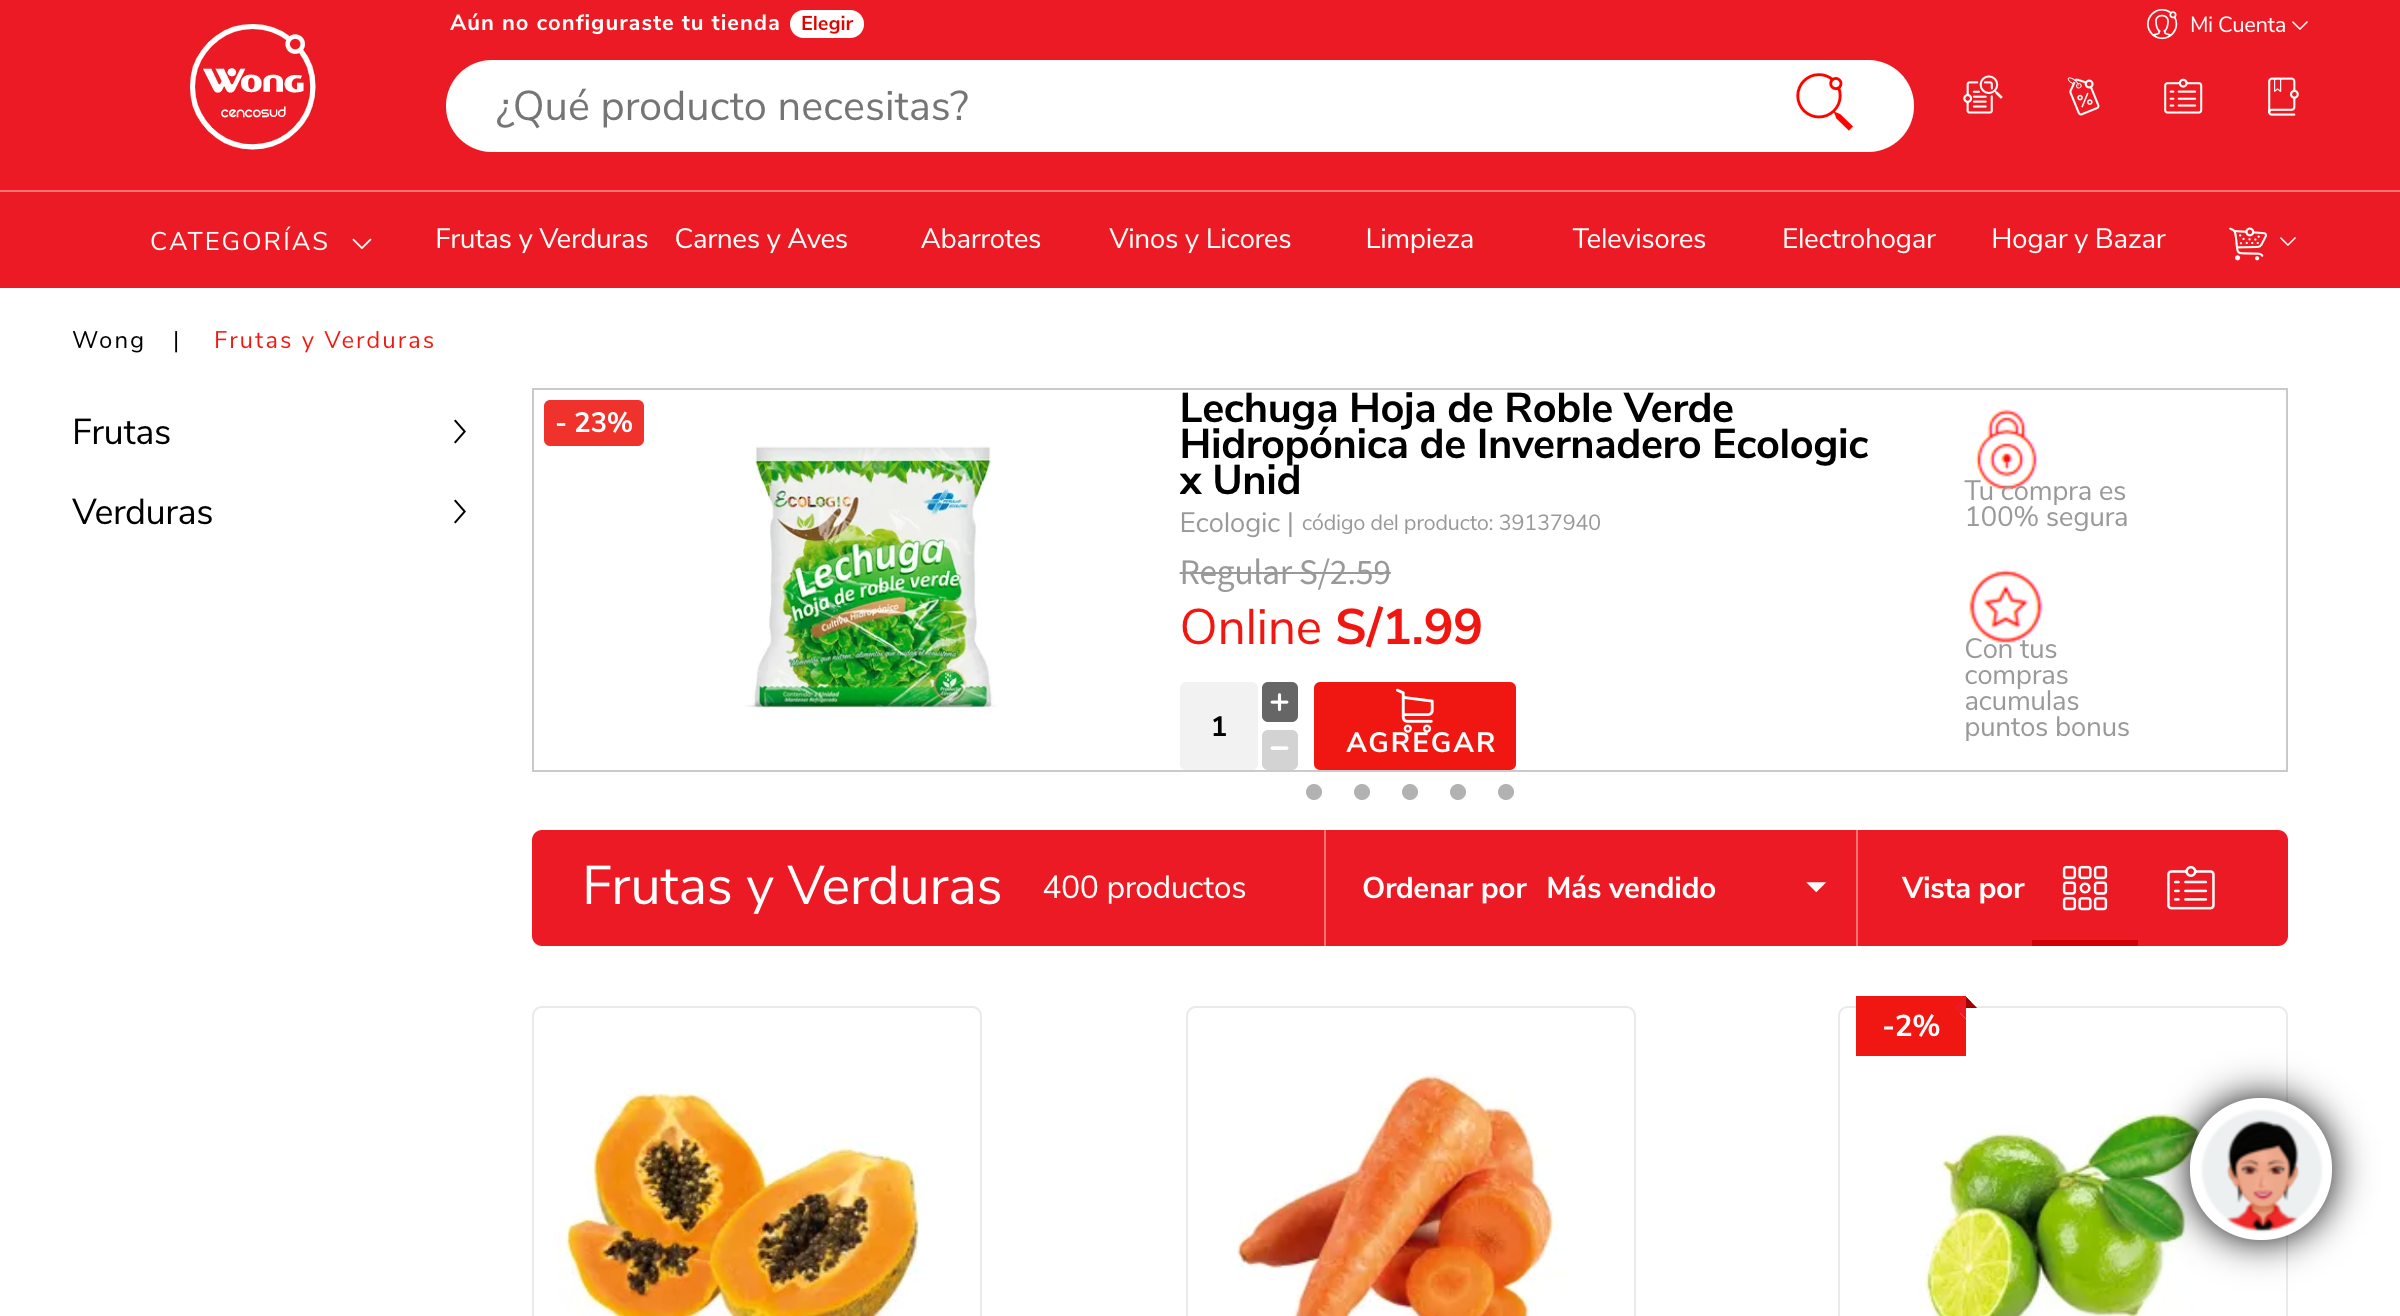 Aún no configuraste tu tienda Elegir
Mi Cuenta
Wong
cencosud
¿Qué producto necesitas?
CATEGORÍAS
Frutas y Verduras
Carnes y Aves
Abarrotes
Vinos y Licores
Limpieza
Televisores
Electrohogar
Hogar y Bazar
Wong | Frutas y Verduras
Frutas
Verduras
- 23%
ECOLOGIC
Lechuga
hoja de roble verde
Cultivo Hidropónico
Lechuga Hoja de Roble Verde
Hidropónica de Invernadero Ecologic
x Unid
Ecologic | código del producto: 39137940
Regular S/2.59
Online S/1.99
1
+
−
AGREGAR
Tu compra es
100% segura
Con tus
compras
acumulas
puntos bonus
Frutas y Verduras 400 productos
Ordenar por Más vendido
Vista por
-2%